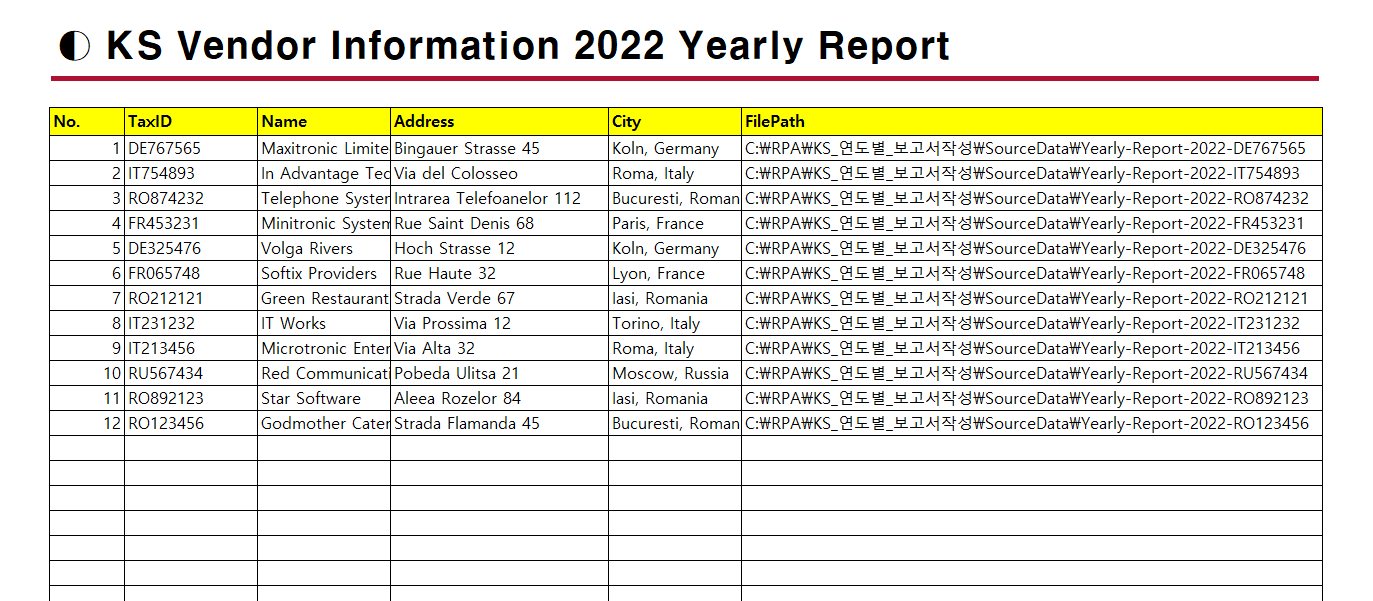 ◐ KS Vendor Information 2022 Yearly Report
No. TaxID Name Address City FilePath
1 DE767565 Maxitronic Limite Bingauer Strasse 45 Koln, Germany C:₩RPA₩KS_연도별_보고서작성₩SourceData₩Yearly-Report-2022-DE767565
2 IT754893 In Advantage Tec Via del Colosseo Roma, Italy C:₩RPA₩KS_연도별_보고서작성₩SourceData₩Yearly-Report-2022-IT754893
3 RO874232 Telephone System Intrarea Telefoanelor 112 Bucuresti, Roman C:₩RPA₩KS_연도별_보고서작성₩SourceData₩Yearly-Report-2022-RO874232
4 FR453231 Minitronic System Rue Saint Denis 68 Paris, France C:₩RPA₩KS_연도별_보고서작성₩SourceData₩Yearly-Report-2022-FR453231
5 DE325476 Volga Rivers Hoch Strasse 12 Koln, Germany C:₩RPA₩KS_연도별_보고서작성₩SourceData₩Yearly-Report-2022-DE325476
6 FR065748 Softix Providers Rue Haute 32 Lyon, France C:₩RPA₩KS_연도별_보고서작성₩SourceData₩Yearly-Report-2022-FR065748
7 RO212121 Green Restaurant Strada Verde 67 Iasi, Romania C:₩RPA₩KS_연도별_보고서작성₩SourceData₩Yearly-Report-2022-RO212121
8 IT231232 IT Works Via Prossima 12 Torino, Italy C:₩RPA₩KS_연도별_보고서작성₩SourceData₩Yearly-Report-2022-IT231232
9 IT213456 Microtronic Enter Via Alta 32 Roma, Italy C:₩RPA₩KS_연도별_보고서작성₩SourceData₩Yearly-Report-2022-IT213456
10 RU567434 Red Communicati Pobeda Ulitsa 21 Moscow, Russia C:₩RPA₩KS_연도별_보고서작성₩SourceData₩Yearly-Report-2022-RU567434
11 RO892123 Star Software Aleea Rozelor 84 Iasi, Romania C:₩RPA₩KS_연도별_보고서작성₩SourceData₩Yearly-Report-2022-RO892123
12 RO123456 Godmother Cater Strada Flamanda 45 Bucuresti, Roman C:₩RPA₩KS_연도별_보고서작성₩SourceData₩Yearly-Report-2022-RO123456